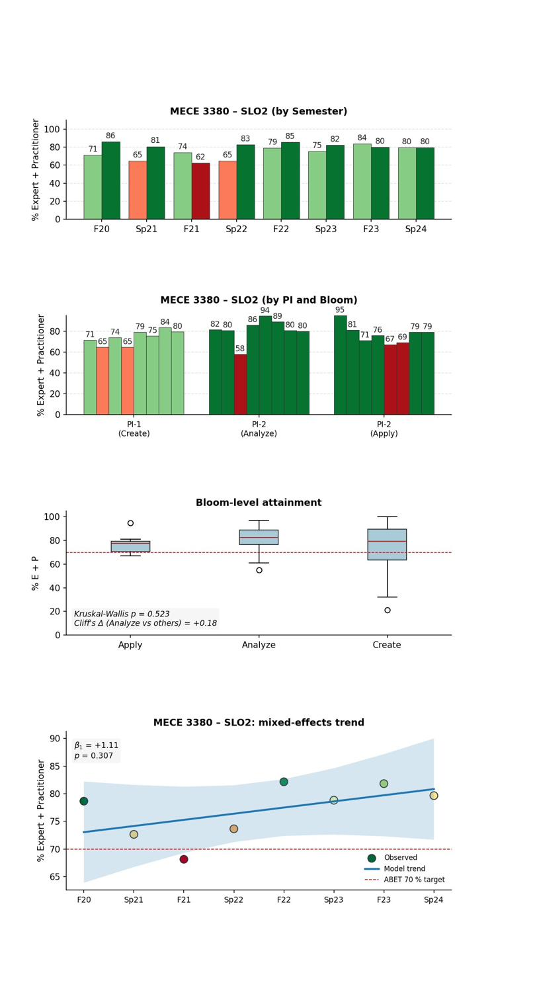 MECE 3380 – SLO2 (by Semester)
% Expert + Practitioner
100
80
60
40
20
0
71 86 65 81 74 62 65 83 79 85 75 82 84 80 80 80
F20 Sp21 F21 Sp22 F22 Sp23 F23 Sp24
MECE 3380 – SLO2 (by PI and Bloom)
% Expert + Practitioner
80
60
40
20
0
71 65 74 65 79 75 84 80 82 80 58 86 94 89 80 80 95 81 71 76 67 69 79 79
PI-1 PI-2 PI-2
(Create) (Analyze) (Apply)
Bloom-level attainment
% E + P
100
80
60
40
20
0
Kruskal-Wallis p = 0.523
Cliff's Δ (Analyze vs others) = +0.18
Apply Analyze Create
MECE 3380 – SLO2: mixed-effects trend
% Expert + Practitioner
90
85
80
75
70
65
β₁ = +1.11
p = 0.307
Observed
Model trend
ABET 70 % target
F20 Sp21 F21 Sp22 F22 Sp23 F23 Sp24